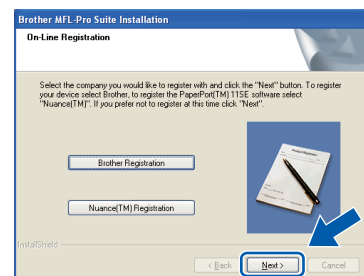 Brother MFL-Pro Suite Installation
On-Line Registration
Select the company you would like to register with and click the "Next" button. To register
your device select Brother, to register the PaperPort(TM) 11SE software select
"Nuance(TM)". If you prefer not to register at this time click "Next".
Brother Registration
Nuance(TM) Registration
InstallShield
< Back Next > Cancel